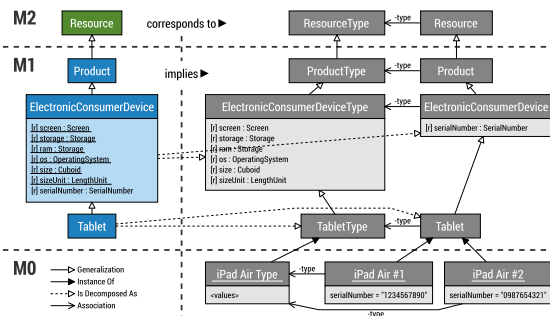 M2
Resource
corresponds to ▶
ResourceType
-type
Resource
M1
Product
implies ▶
ProductType
-type
Product
ElectronicConsumerDevice
[r] screen : Screen
[r] storage : Storage
[r] ram : Storage
[r] os : OperatingSystem
[r] size : Cuboid
[r] sizeUnit : LengthUnit
[r] serialNumber : SerialNumber
ElectronicConsumerDeviceType
[r] screen : Screen
[r] storage : Storage
[r] ram : Storage
[r] os : OperatingSystem
[r] size : Cuboid
[r] sizeUnit : LengthUnit
-type
ElectronicConsumerDevice
[r] serialNumber : SerialNumber
Tablet
TabletType
-type
Tablet
M0
Generalization
Instance Of
Is Decomposed As
Association
iPad Air Type
<values>
-type
iPad Air #1
serialNumber = "1234567890"
iPad Air #2
serialNumber = "0987654321"
-type